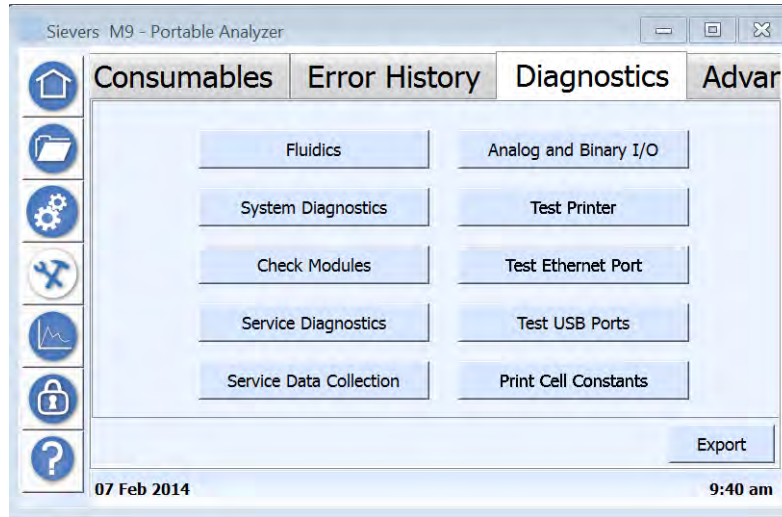 Sievers M9 - Portable Analyzer
Consumables Error History Diagnostics Advar
Fluidics Analog and Binary I/O
System Diagnostics Test Printer
Check Modules Test Ethernet Port
Service Diagnostics Test USB Ports
Service Data Collection Print Cell Constants
?
Export
07 Feb 2014 9:40 am